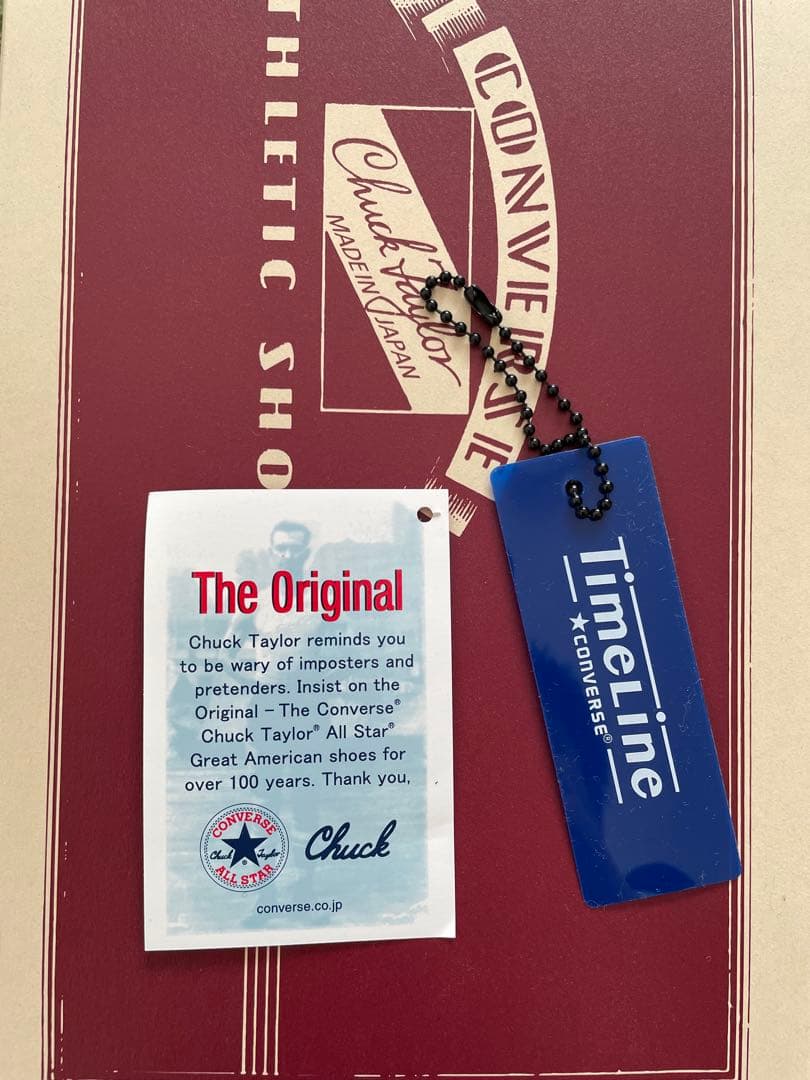 THLETIC SHO
CONVERSE
Chuck Taylor
MADE IN JAPAN
The Original
Chuck Taylor reminds you
to be wary of imposters and
pretenders. Insist on the
Original – The Converse®
Chuck Taylor® All Star®
Great American shoes for
over 100 years. Thank you,
CONVERSE
Chuck Taylor
®
ALL STAR
Chuck
converse.co.jp
TimeLine
★CONVERSE®